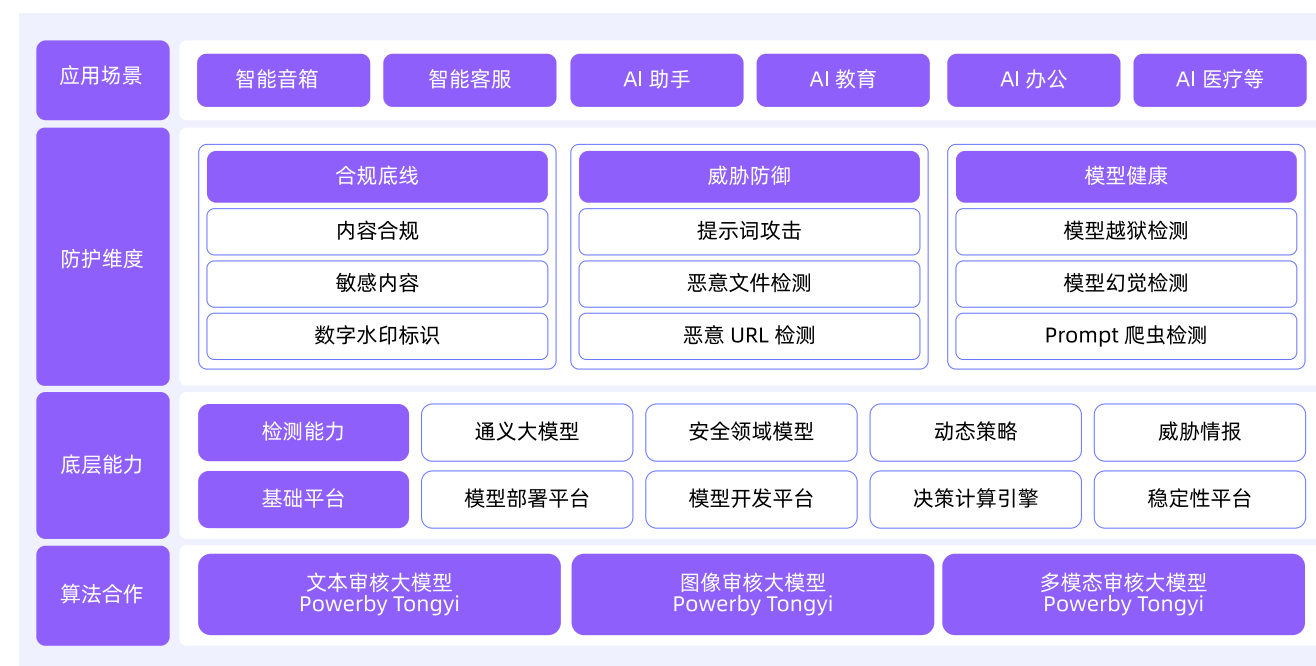 应用场景
智能音箱
智能客服
AI 助手
AI 教育
AI 办公
AI 医疗等
防护维度
合规底线
内容合规
敏感内容
数字水印标识
威胁防御
提示词攻击
恶意文件检测
恶意 URL 检测
模型健康
模型越狱检测
模型幻觉检测
Prompt 爬虫检测
底层能力
检测能力
通义大模型
安全领域模型
动态策略
威胁情报
基础平台
模型部署平台
模型开发平台
决策计算引擎
稳定性平台
算法合作
文本审核大模型
Powerby Tongyi
图像审核大模型
Powerby Tongyi
多模态审核大模型
Powerby Tongyi